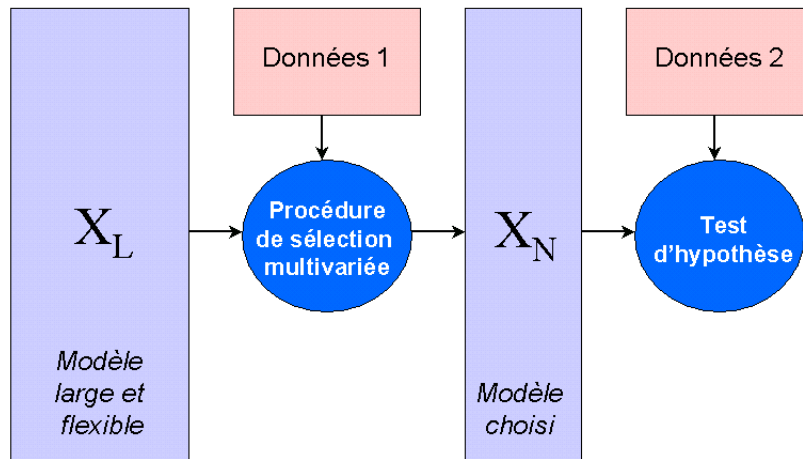 Données 1
Données 2
X_L
Procédure
de sélection
multivariée
X_N
Test
d'hypothèse
Modèle
large et
flexible
Modèle
choisi